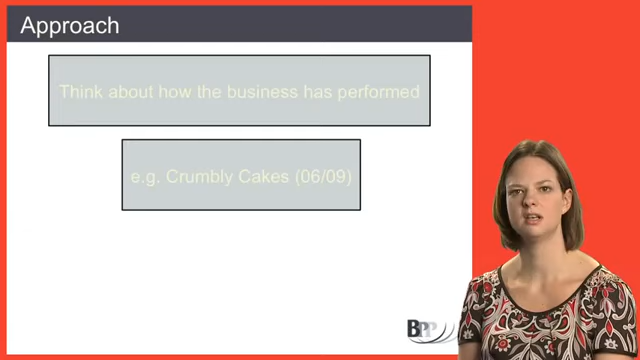 Approach
Think about how the business has performed
e.g. Crumbly Cakes (06/09)
BPP